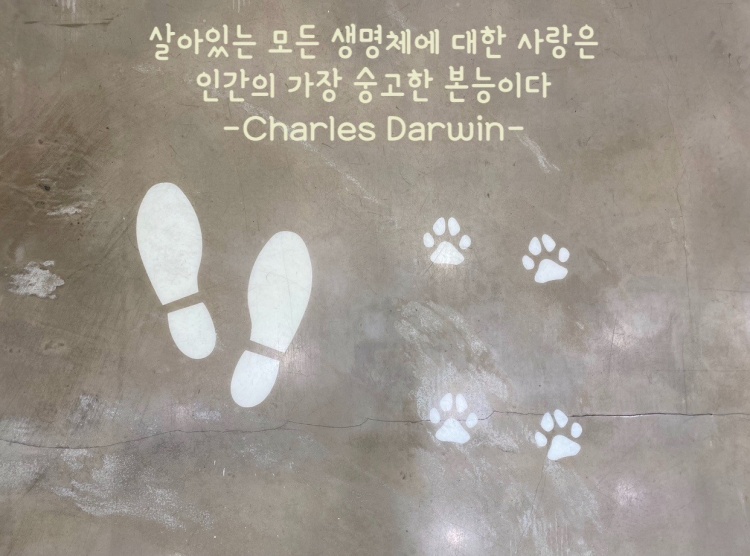 살아있는 모든 생명체에 대한 사랑은
인간의 가장 숭고한 본능이다
-Charles Darwin-